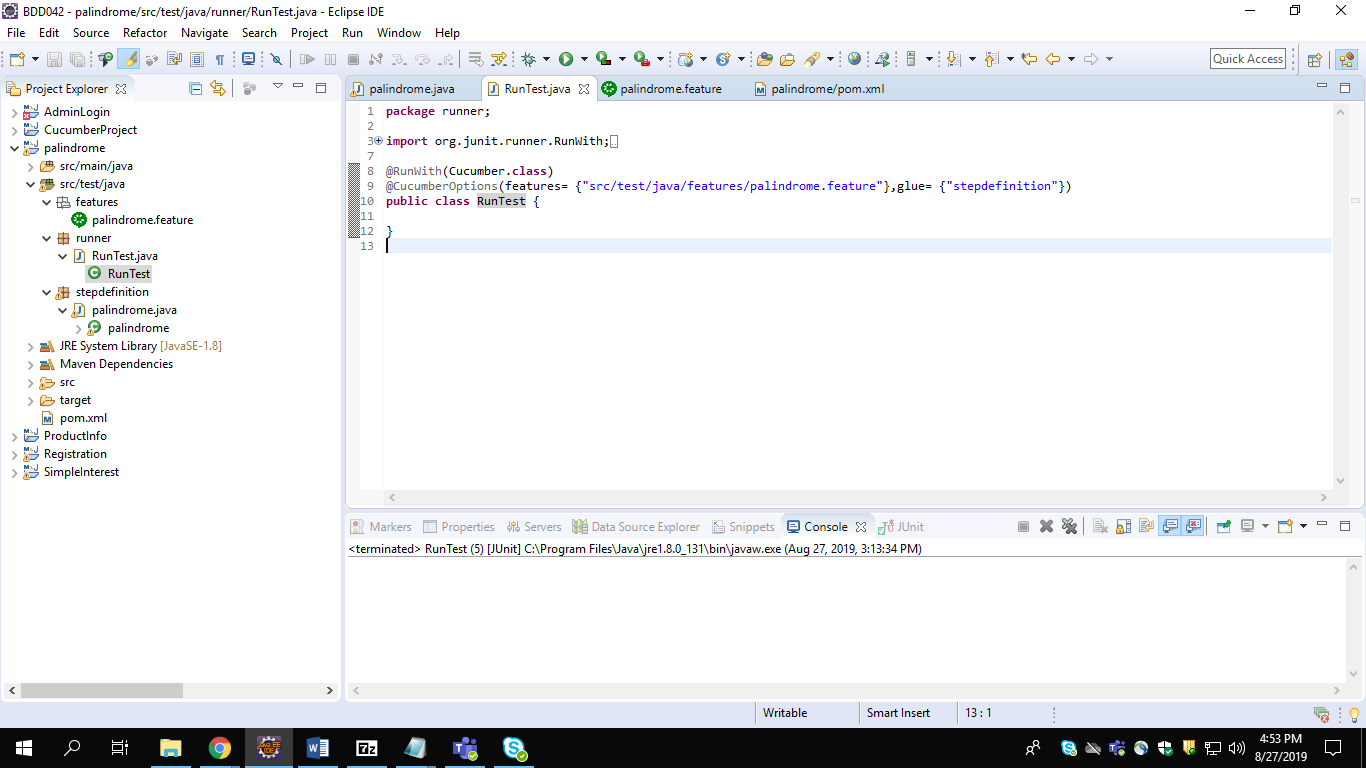 BDD042 - palindrome/src/test/java/runner/RunTest.java - Eclipse IDE
File Edit Source Refactor Navigate Search Project Run Window Help
Quick Access
Project Explorer
AdminLogin
CucumberProject
palindrome
src/main/java
src/test/java
features
palindrome.feature
runner
RunTest.java
RunTest
stepdefinition
palindrome.java
palindrome
JRE System Library [JavaSE-1.8]
Maven Dependencies
src
target
pom.xml
ProductInfo
Registration
SimpleInterest
palindrome.java RunTest.java palindrome.feature palindrome/pom.xml
1 package runner;
2
3 import org.junit.runner.RunWith;
7
8 @RunWith(Cucumber.class)
9 @CucumberOptions(features= {"src/test/java/features/palindrome.feature"},glue= {"stepdefinition"})
10 public class RunTest {
11
12 }
13
Markers Properties Servers Data Source Explorer Snippets Console JUnit
<terminated> RunTest (5) [JUnit] C:\Program Files\Java\jre1.8.0_131\bin\javaw.exe (Aug 27, 2019, 3:13:34 PM)
Writable Smart Insert 13 : 1
4:53 PM
8/27/2019